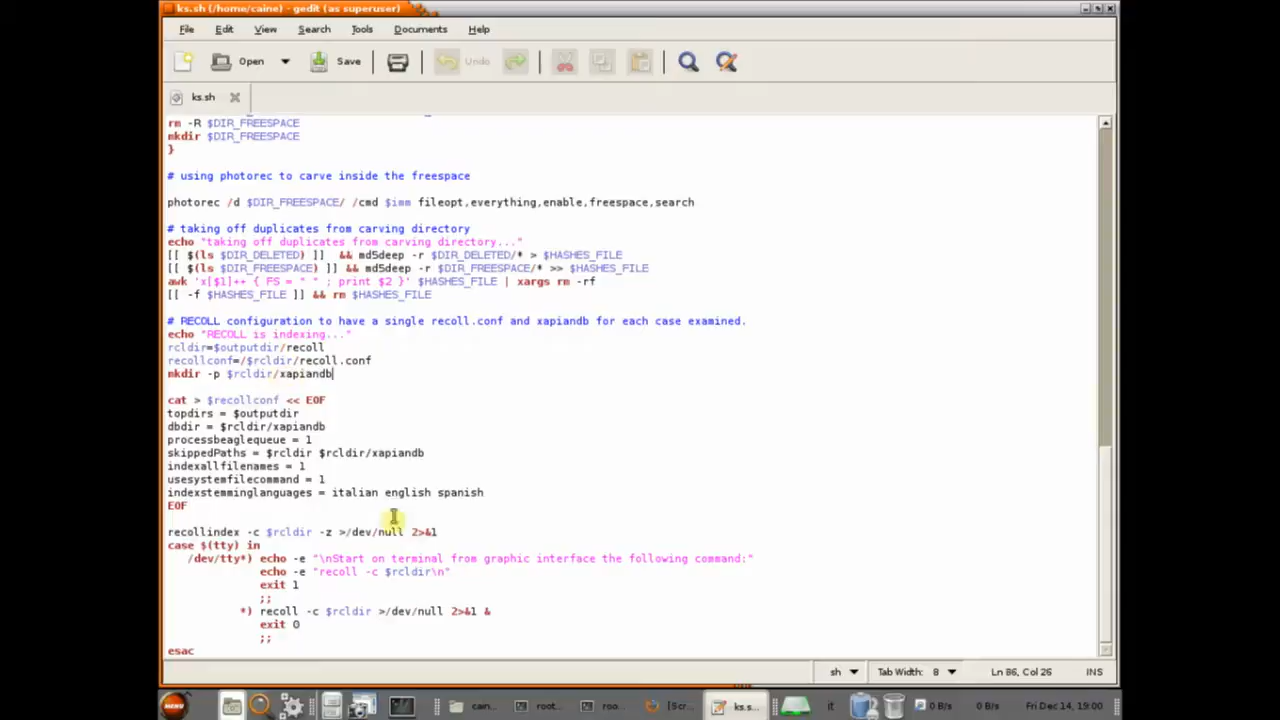 ks.sh (/home/caine) - gedit (as superuser)
File Edit View Search Tools Documents Help
Open Save Undo
ks.sh
rm -R $DIR_FREESPACE
mkdir $DIR_FREESPACE
}
# using photorec to carve inside the freespace
photorec /d $DIR_FREESPACE/ /cmd $imm fileopt,everything,enable,freespace,search
# taking off duplicates from carving directory
echo "taking off duplicates from carving directory..."
[[ $(ls $DIR_DELETED) ]]  && md5deep -r $DIR_DELETED/* > $HASHES_FILE
[[ $(ls $DIR_FREESPACE) ]] && md5deep -r $DIR_FREESPACE/* >> $HASHES_FILE
awk 'x[$1]++ { FS = " " ; print $2 }' $HASHES_FILE | xargs rm -rf
[[ -f $HASHES_FILE ]] && rm $HASHES_FILE
# RECOLL configuration to have a single recoll.conf and xapiandb for each case examined.
echo "RECOLL is indexing..."
rcldir=$outputdir/recoll
recollconf=/$rcldir/recoll.conf
mkdir -p $rcldir/xapiandb
cat > $recollconf << EOF
topdirs = $outputdir
dbdir = $rcldir/xapiandb
processbeaglequeue = 1
skippedPaths = $rcldir $rcldir/xapiandb
indexallfilenames = 1
usesystemfilecommand = 1
indexstemminglanguages = italian english spanish
EOF
recollindex -c $rcldir -z >/dev/null 2>&1
case $(tty) in
/dev/tty*) echo -e "\nStart on terminal from graphic interface the following command:"
echo -e "recoll -c $rcldir\n"
exit 1
;;
*) recoll -c $rcldir >/dev/null 2>&1 &
exit 0
;;
esac
sh Tab Width: 8 Ln 86, Col 26 INS
MENU cain... root... roo... [Scr... ks.s... it 0 B/s 0 B/s Fri Dec 14, 19:00